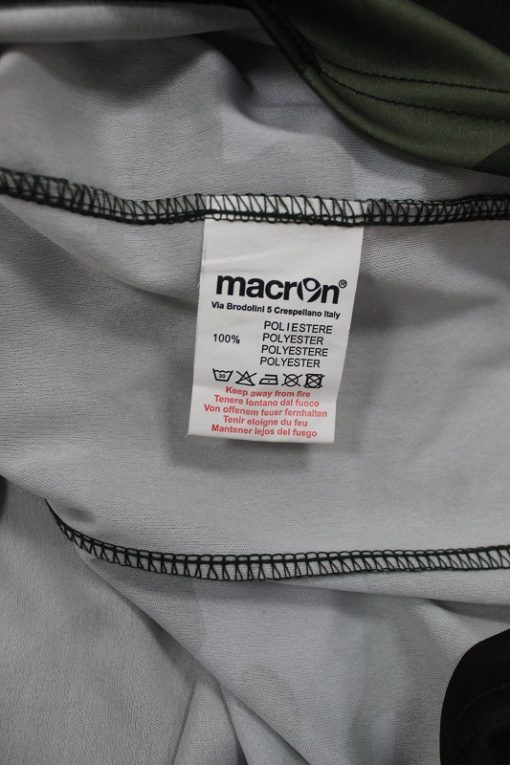 macron®
Via Brodolini 5 Crespellano Italy
POLIESTERE
100% POLYESTER
POLYESTERE
POLYESTER
30
Keep away from fire
Tenere lontano dal fuoco
Von offenem feuer fernhalten
Tenir eloigne du feu
Mantener lejos del fuego